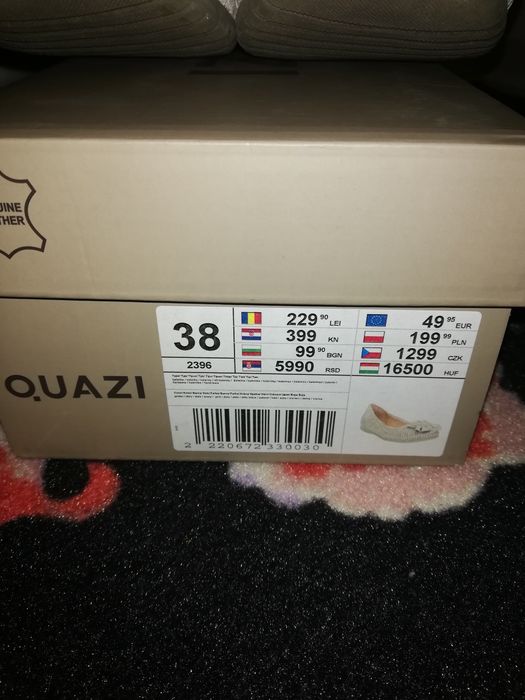 UINE
THER
QUAZI
38
2396
229 90 LEI
399 KN
99 90 BGN
5990 RSD
49 95 EUR
199 99 PLN
1299 CZK
16500 HUF
2 220672 330030